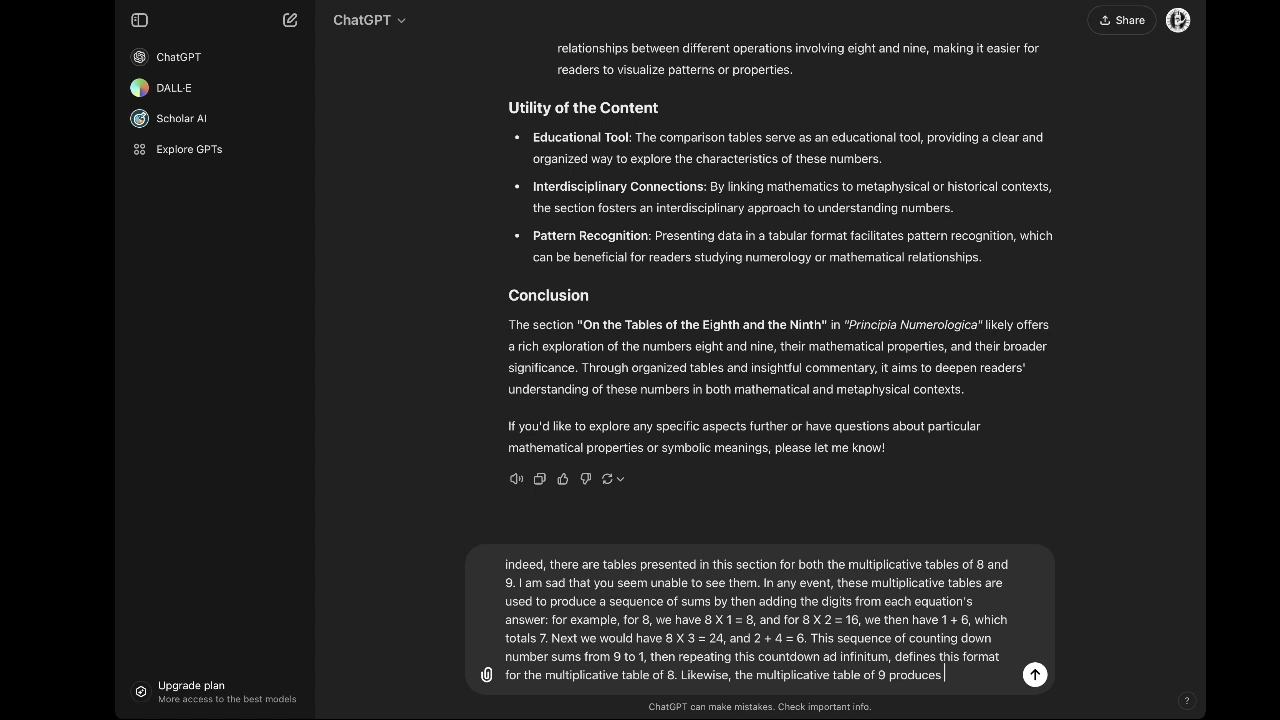 ChatGPT
Share
ChatGPT
DALL·E
Scholar AI
Explore GPTs
relationships between different operations involving eight and nine, making it easier for
readers to visualize patterns or properties.
Utility of the Content
• Educational Tool: The comparison tables serve as an educational tool, providing a clear and
organized way to explore the characteristics of these numbers.
• Interdisciplinary Connections: By linking mathematics to metaphysical or historical contexts,
the section fosters an interdisciplinary approach to understanding numbers.
• Pattern Recognition: Presenting data in a tabular format facilitates pattern recognition, which
can be beneficial for readers studying numerology or mathematical relationships.
Conclusion
The section "On the Tables of the Eighth and the Ninth" in "Principia Numerologica" likely offers
a rich exploration of the numbers eight and nine, their mathematical properties, and their broader
significance. Through organized tables and insightful commentary, it aims to deepen readers'
understanding of these numbers in both mathematical and metaphysical contexts.
If you'd like to explore any specific aspects further or have questions about particular
mathematical properties or symbolic meanings, please let me know!
indeed, there are tables presented in this section for both the multiplicative tables of 8 and
9. I am sad that you seem unable to see them. In any event, these multiplicative tables are
used to produce a sequence of sums by then adding the digits from each equation's
answer: for example, for 8, we have 8 X 1 = 8, and for 8 X 2 = 16, we then have 1 + 6, which
totals 7. Next we would have 8 X 3 = 24, and 2 + 4 = 6. This sequence of counting down
number sums from 9 to 1, then repeating this countdown ad infinitum, defines this format
for the multiplicative table of 8. Likewise, the multiplicative table of 9 produces
Upgrade plan
More access to the best models
ChatGPT can make mistakes. Check important info.
?